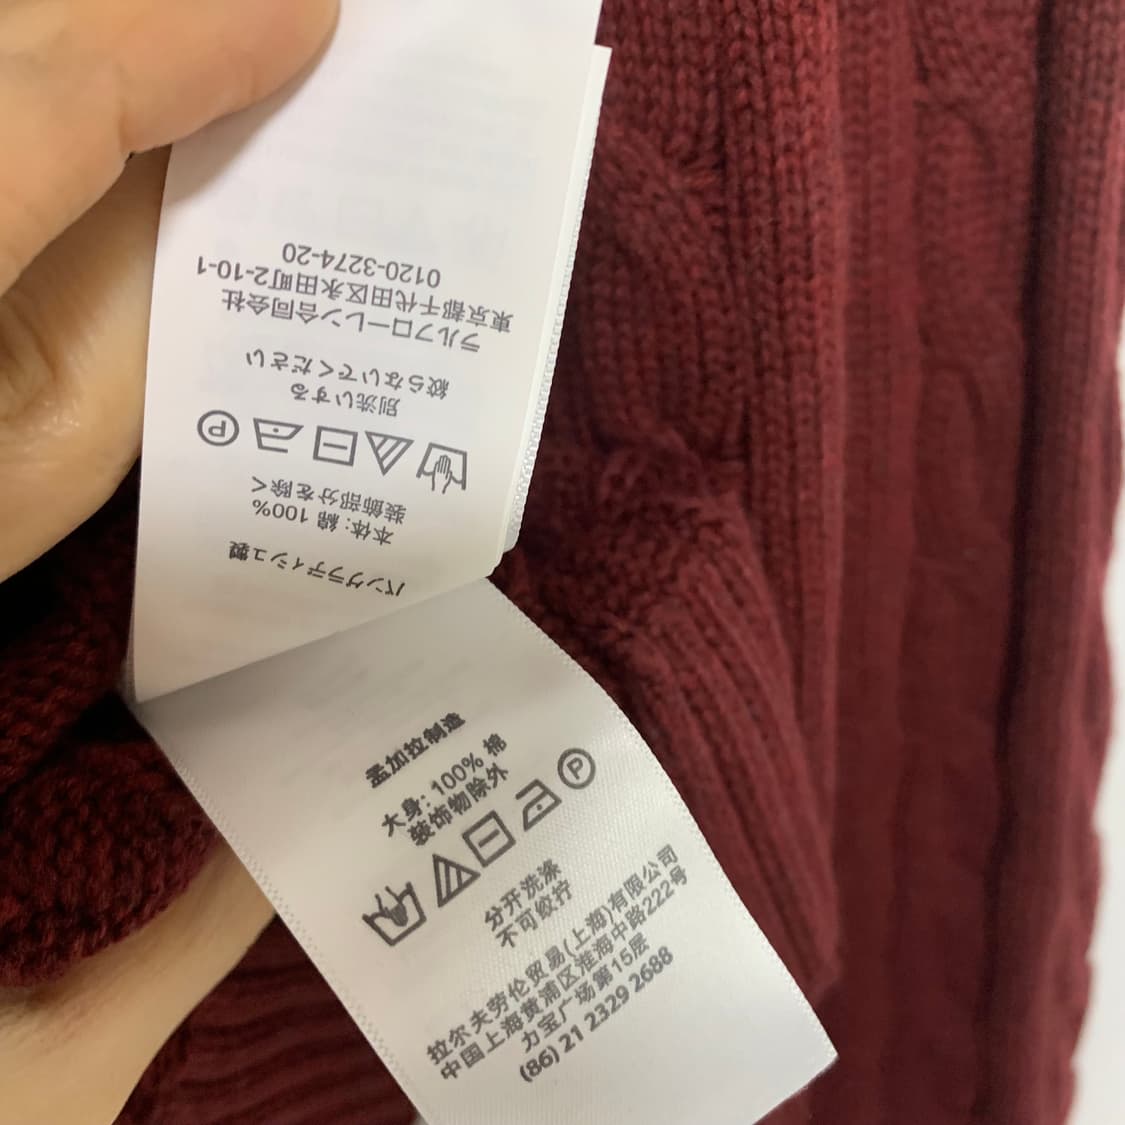 バングラディシュ製
本体: 綿 100%
装飾部分を除く
P
別洗いする
絞らないでください
ラルフローレン合同会社
東京都千代田区永田町2-10-1
0120-3274-20
孟加拉制造
大身: 100% 棉
装饰物除外
P
分开洗涤
不可绞拧
拉尔夫劳伦贸易(上海)有限公司
中国上海黄浦区淮海中路222号
力宝广场第15层
(86) 21 2329 2688